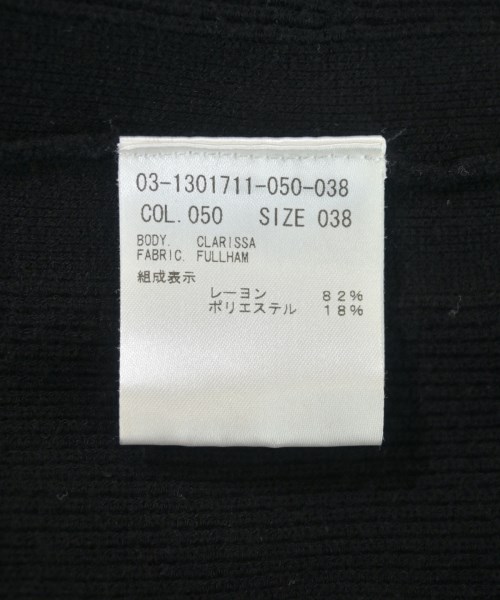 03-1301711-050-038
COL. 050 SIZE 038
BODY. CLARISSA
FABRIC. FULLHAM
組成表示
レーヨン 82%
ポリエステル 18%